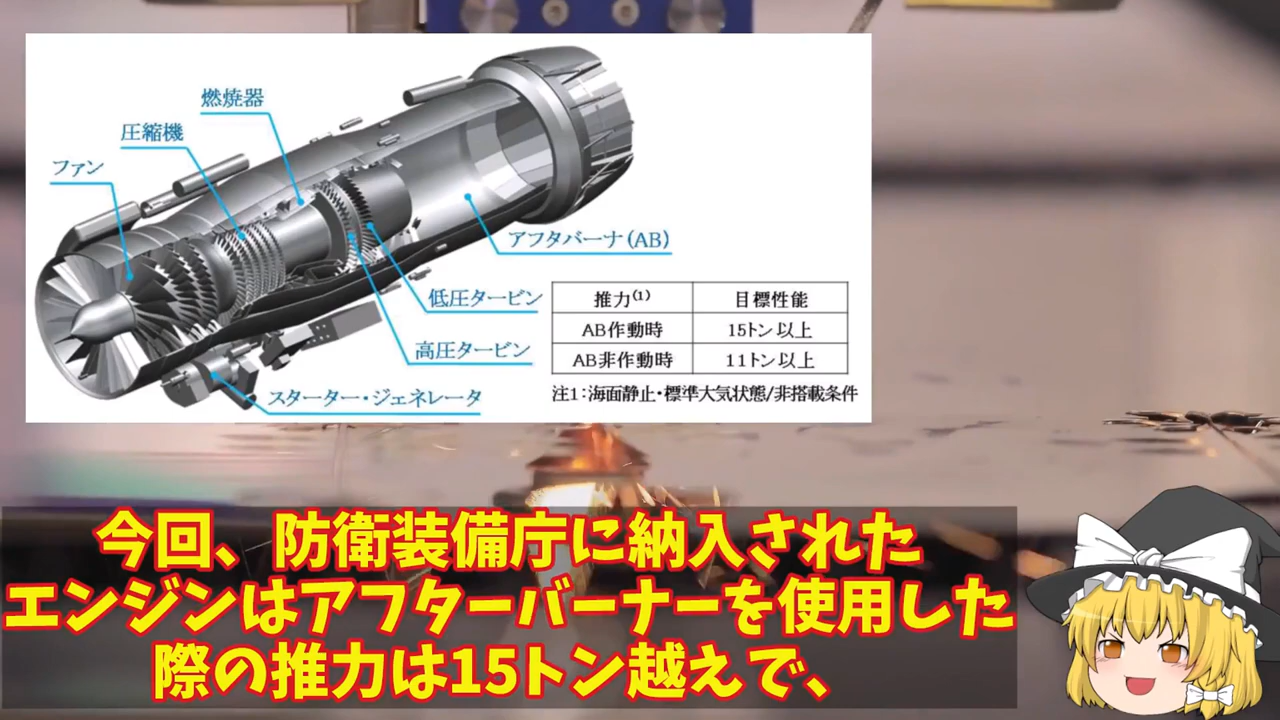 燃焼器
圧縮機
ファン
アフタバーナ(AB)
低圧タービン
高圧タービン
スターター・ジェネレータ
推力(1) 目標性能
AB作動時 15トン以上
AB非作動時 11トン以上
注1:海面静止・標準大気状態/非搭載条件
今回、防衛装備庁に納入された
エンジンはアフターバーナーを使用した
際の推力は15トン越えで、